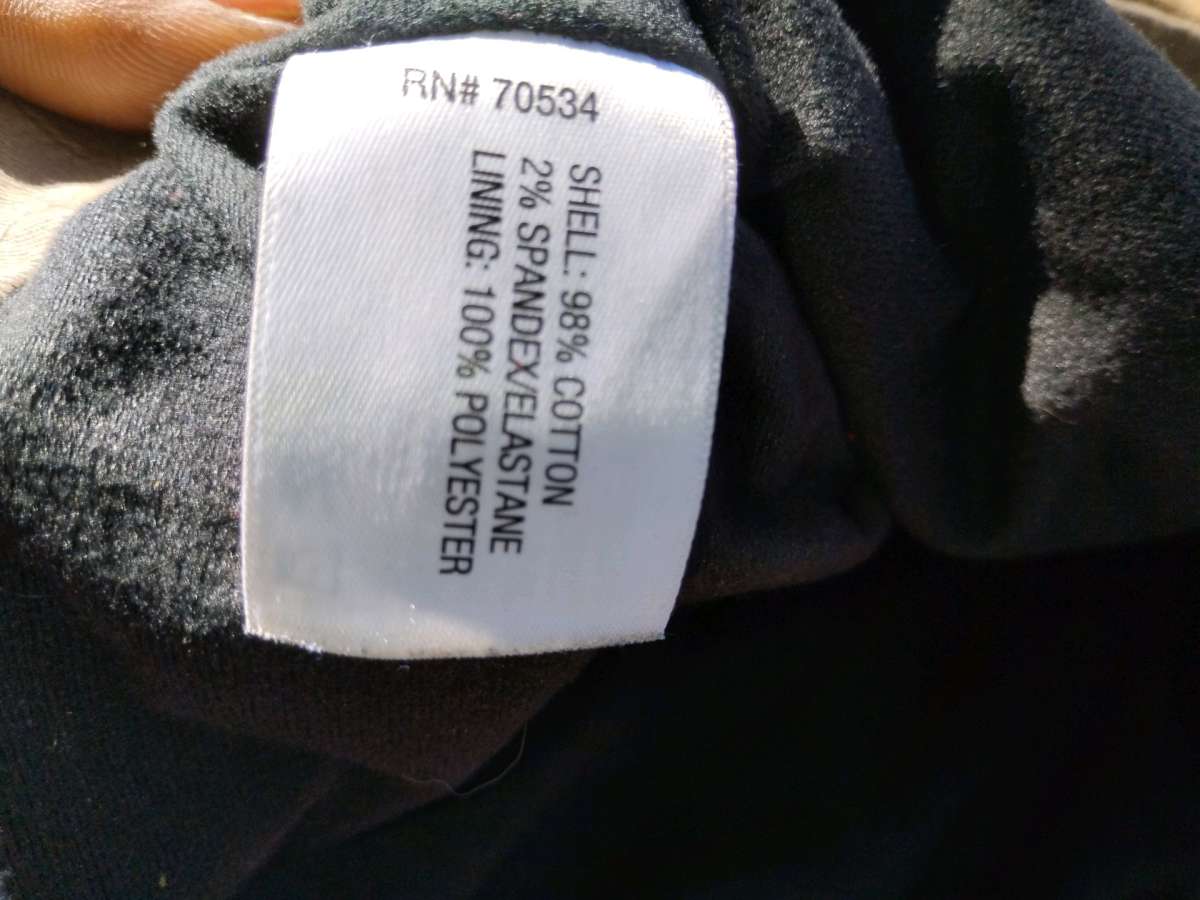 RN# 70534
SHELL: 98% COTTON
2% SPANDEX/ELASTANE
LINING: 100% POLYESTER